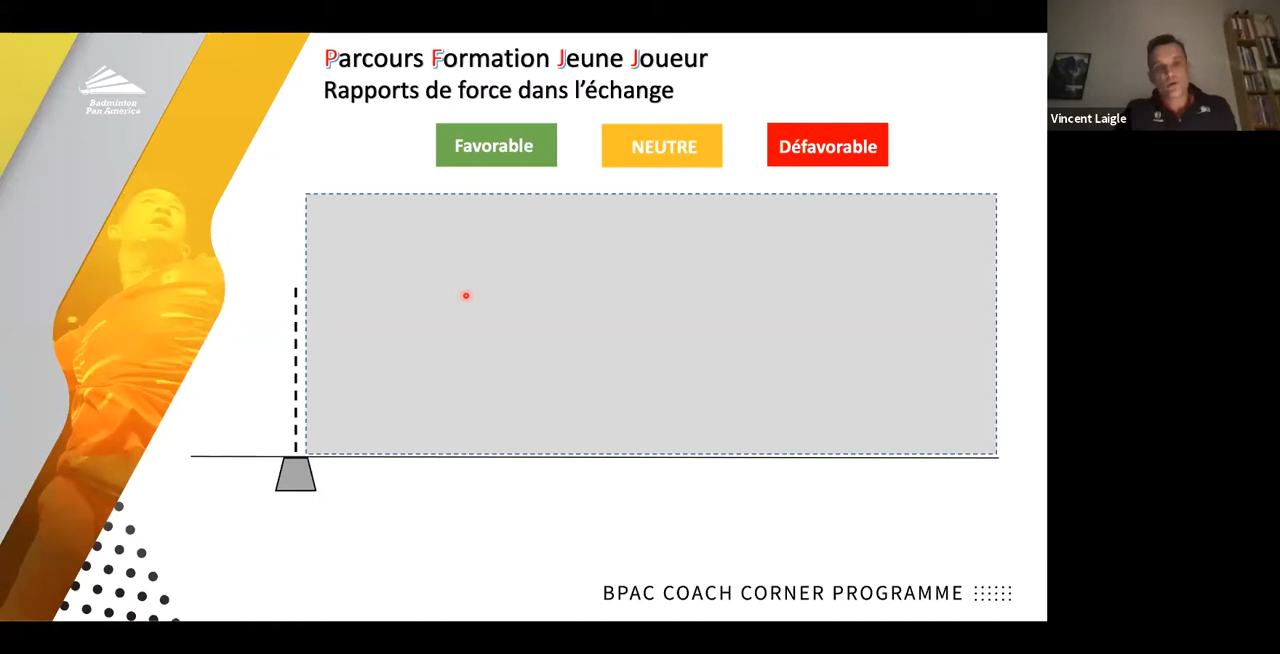 Parcours Formation Jeune Joueur
Rapports de force dans l'échange
Badminton
Pan America
Favorable
NEUTRE
Défavorable
Vincent Laigle
BPAC COACH CORNER PROGRAMME